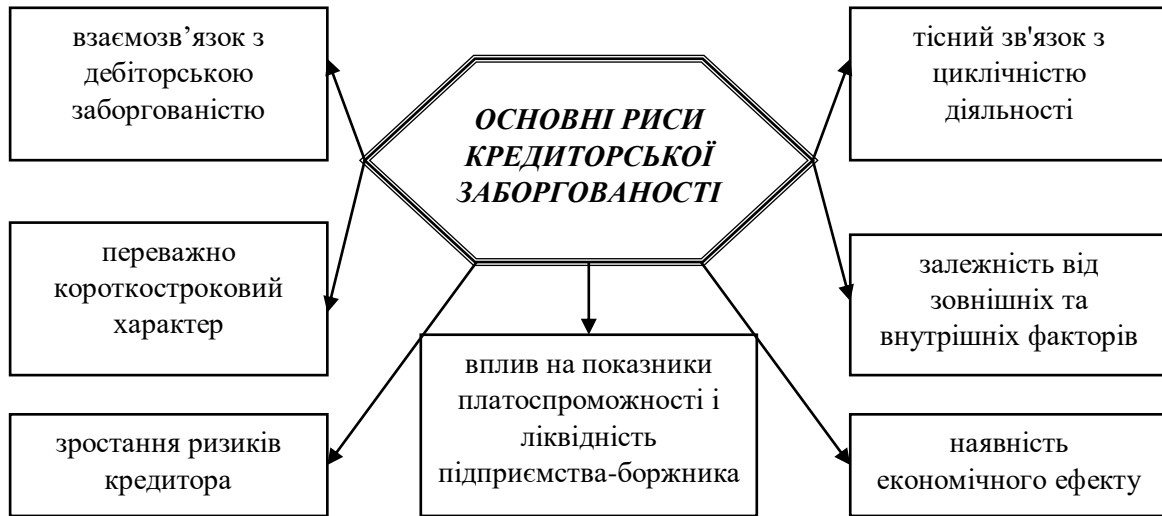 ОСНОВНІ РИСИ
КРЕДИТОРСЬКОЇ
ЗАБОРГОВАНОСТІ
взаємозв’язок з
дебіторською
заборгованістю
тісний зв'язок з
циклічністю
діяльності
переважно
короткостроковий
характер
залежність від
зовнішніх та
внутрішніх факторів
зростання ризиків
кредитора
вплив на показники
платоспроможності і
ліквідність
підприємства-боржника
наявність
економічного ефекту